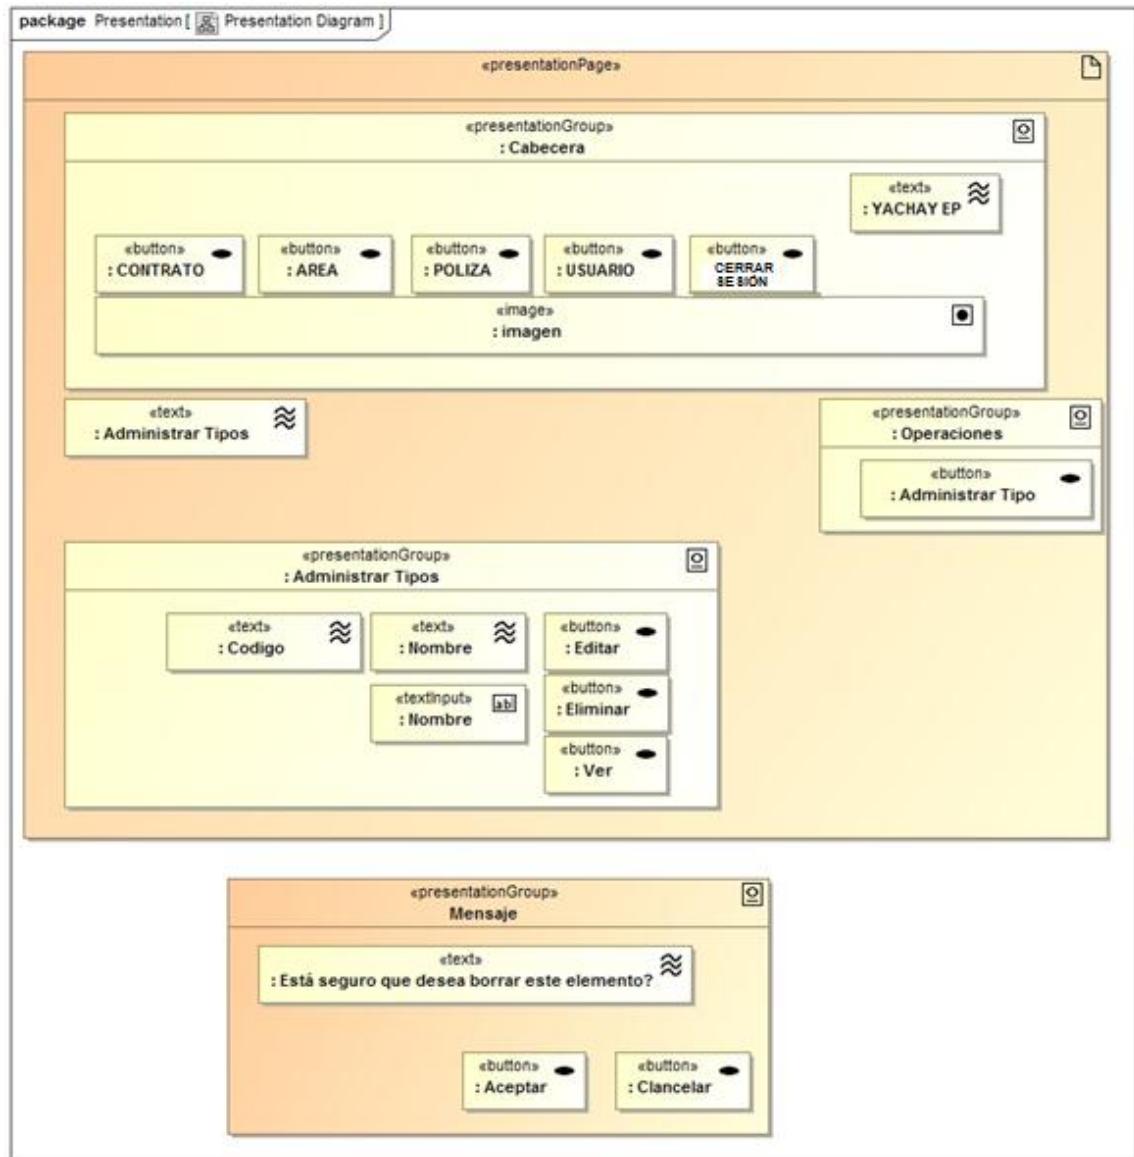 package Presentation [ Presentation Diagram ]
«presentationPage»
«presentationGroup»
: Cabecera
«text»
: YACHAY EP
«button»
: CONTRATO
«button»
: AREA
«button»
: POLIZA
«button»
: USUARIO
«button»
CERRAR
SESIÓN
«image»
: imagen
«text»
: Administrar Tipos
«presentationGroup»
: Operaciones
«button»
: Administrar Tipo
«presentationGroup»
: Administrar Tipos
«text»
: Codigo
«text»
: Nombre
«button»
: Editar
«textInput»
: Nombre
ab
«button»
: Eliminar
«button»
: Ver
«presentationGroup»
Mensaje
«text»
: Está seguro que desea borrar este elemento?
«button»
: Aceptar
«button»
: Clancelar